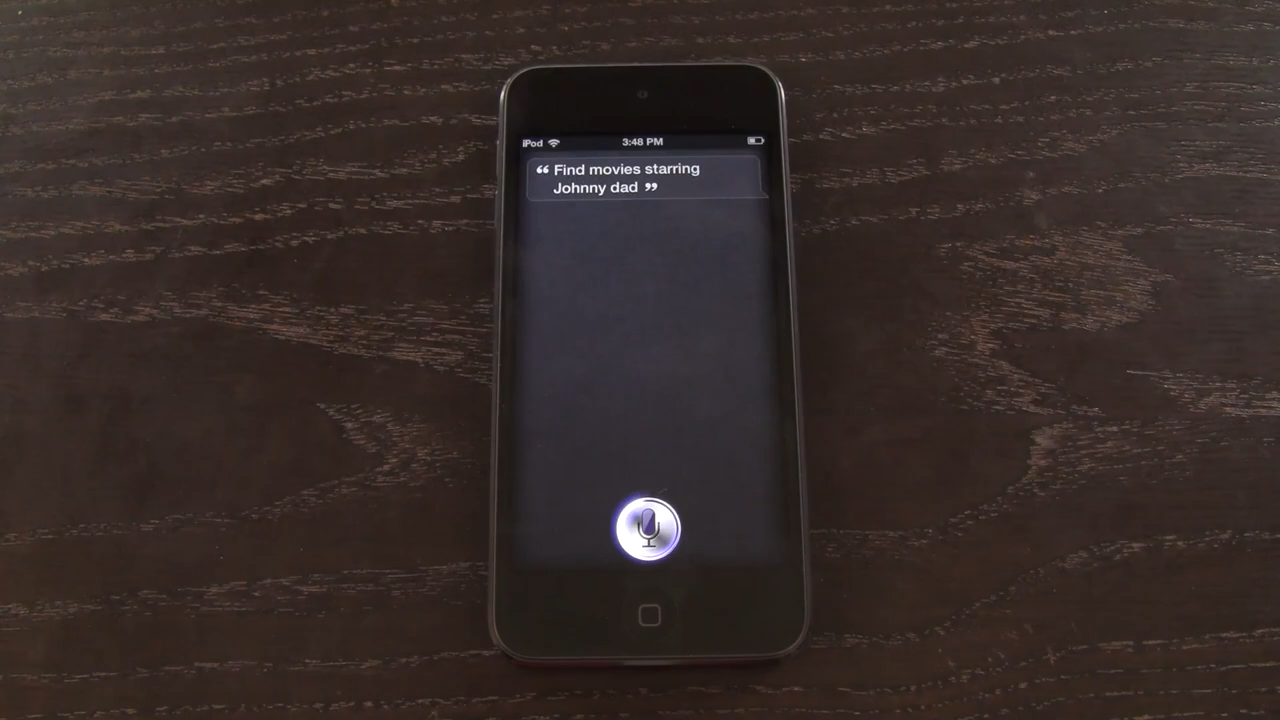 iPod 3:48 PM
“ Find movies starring
Johnny dad ”